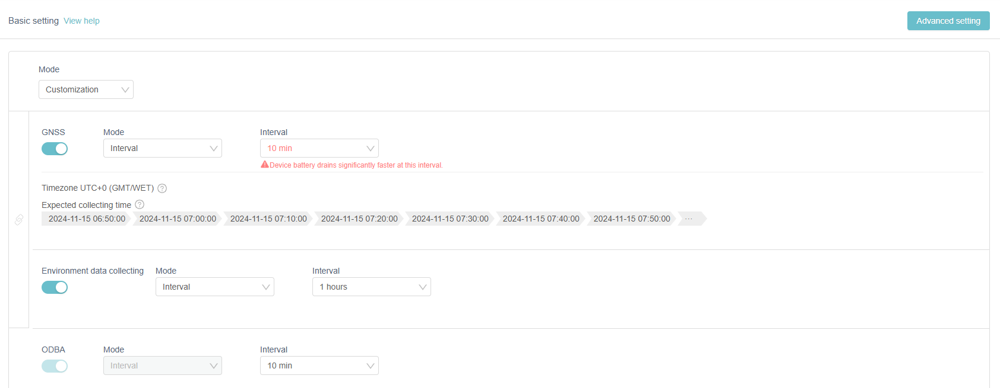 Basic setting View help
Advanced setting
Mode
Customization
GNSS
Mode
Interval
Interval
10 min
Device battery drains significantly faster at this interval.
Timezone UTC+0 (GMT/WET) ?
Expected collecting time ?
2024-11-15 06:50:00 2024-11-15 07:00:00 2024-11-15 07:10:00 2024-11-15 07:20:00 2024-11-15 07:30:00 2024-11-15 07:40:00 2024-11-15 07:50:00 ...
Environment data collecting
Mode
Interval
Interval
1 hours
ODBA
Mode
Interval
Interval
10 min